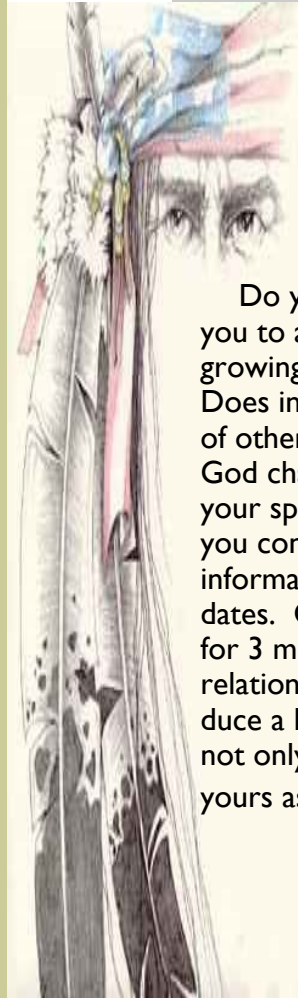 Do y
you to a
growing
Does in
of other
God cha
your sp
you con
informa
dates. C
for 3 m
relation
duce a l
not only
yours as